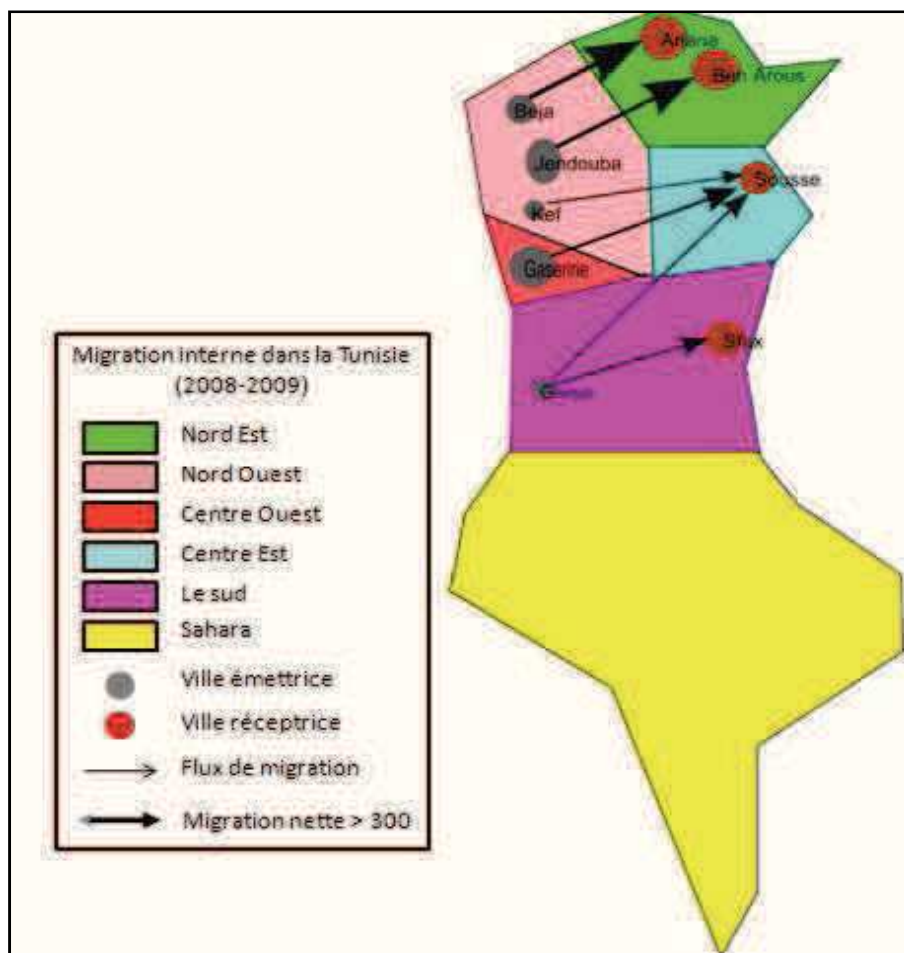 Ariana
Ben Arous
Beja
Jendouba
Sousse
Kef
Gaserine
Sfax
Migration interne dans la Tunisie
(2008-2009)
Nord Est
Nord Ouest
Centre Ouest
Centre Est
Le sud
Sahara
Ville émettrice
Ville réceptrice
Flux de migration
Migration nette > 300